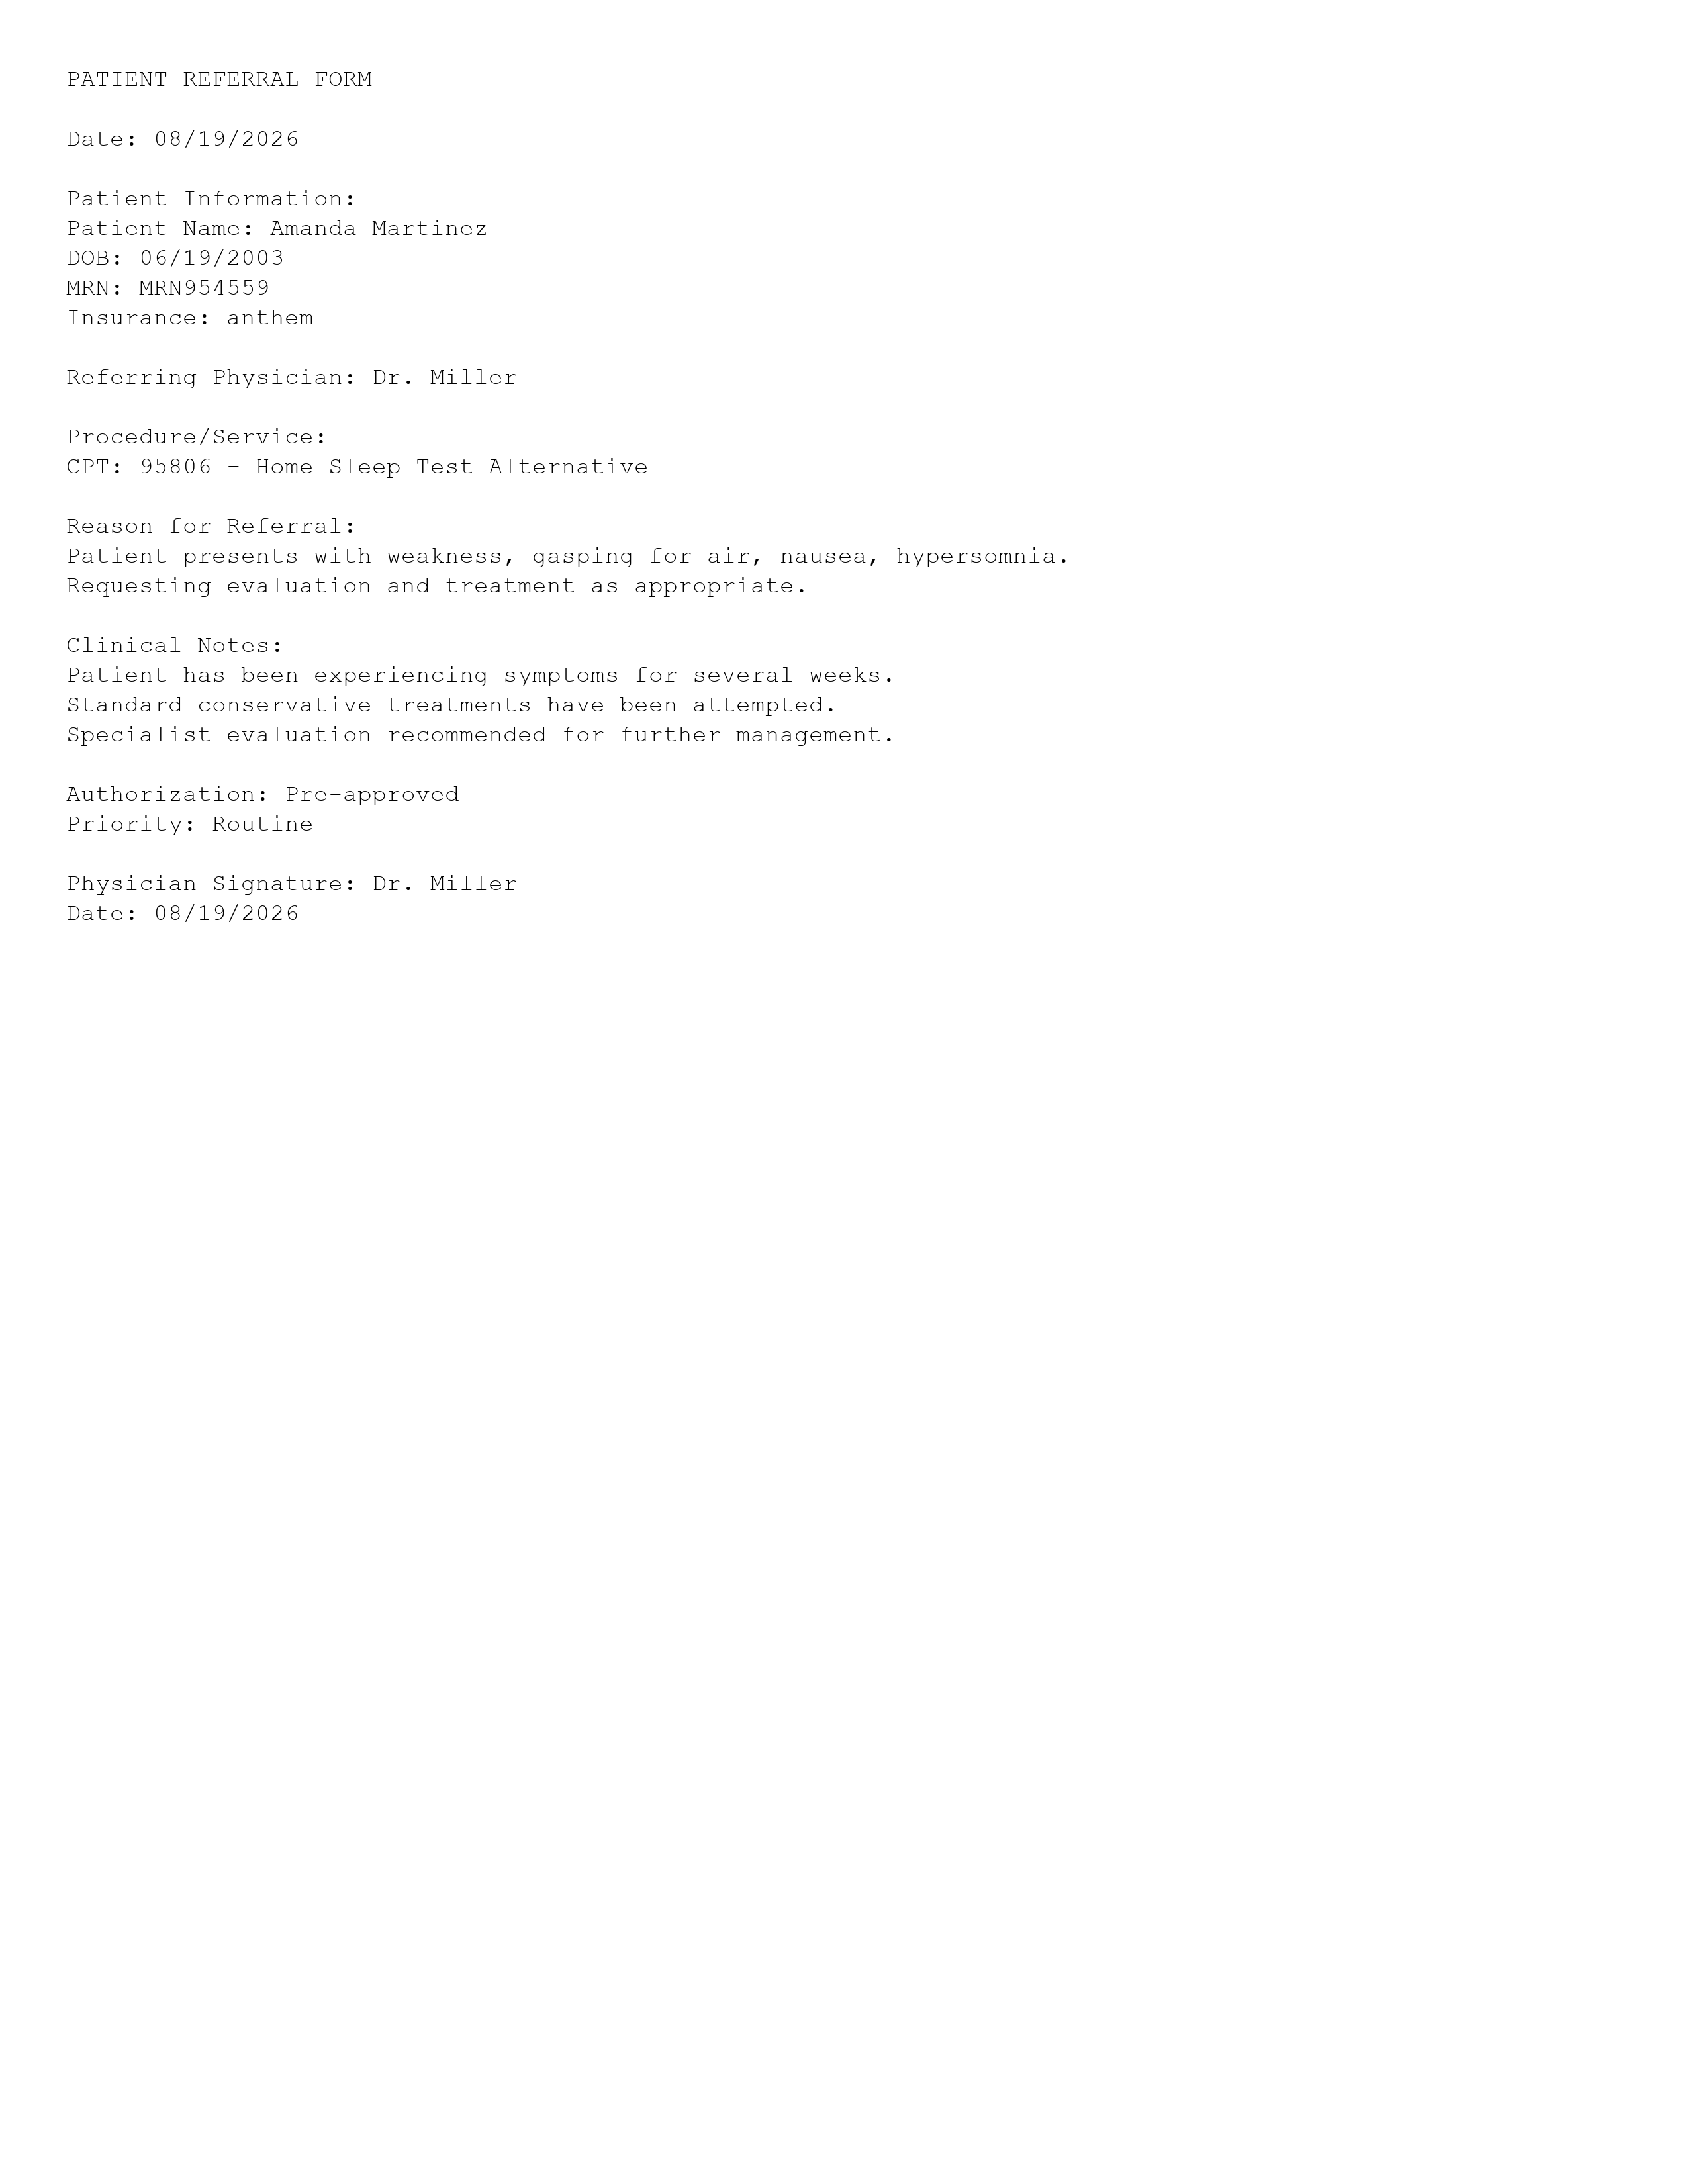 PATIENT REFERRAL FORM
Date: 08/19/2026
Patient Information:
Patient Name: Amanda Martinez
DOB: 06/19/2003
MRN: MRN954559
Insurance: anthem
Referring Physician: Dr. Miller
Procedure/Service:
CPT: 95806 - Home Sleep Test Alternative
Reason for Referral:
Patient presents with weakness, gasping for air, nausea, hypersomnia.
Requesting evaluation and treatment as appropriate.
Clinical Notes:
Patient has been experiencing symptoms for several weeks.
Standard conservative treatments have been attempted.
Specialist evaluation recommended for further management.
Authorization: Pre-approved
Priority: Routine
Physician Signature: Dr. Miller
Date: 08/19/2026